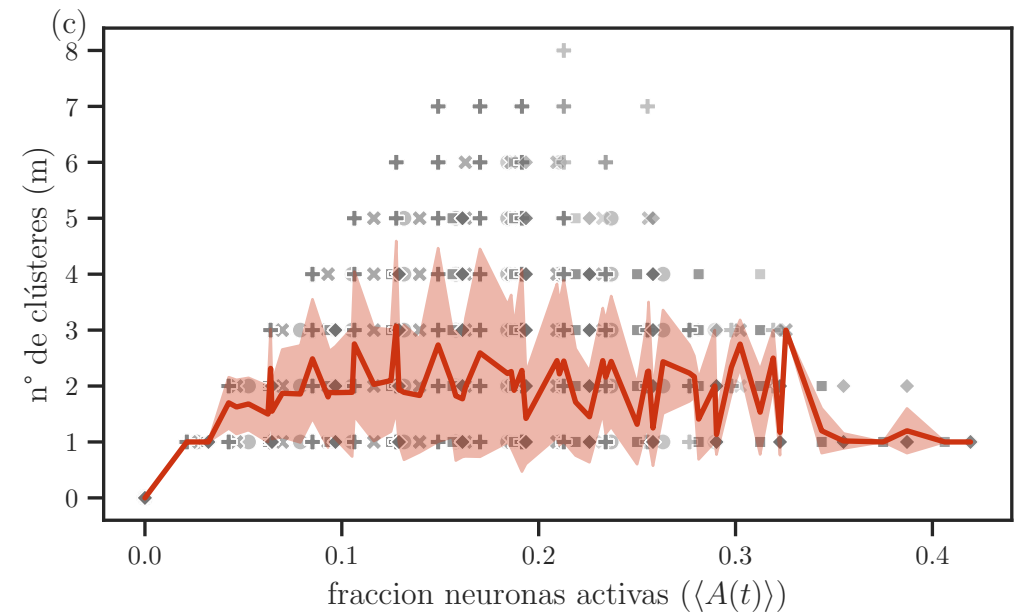 (c)
8
7
6
5
4
3
2
1
0
n° de clústeres (m)
0.0 0.1 0.2 0.3 0.4
fraccion neuronas activas (⟨A(t)⟩)